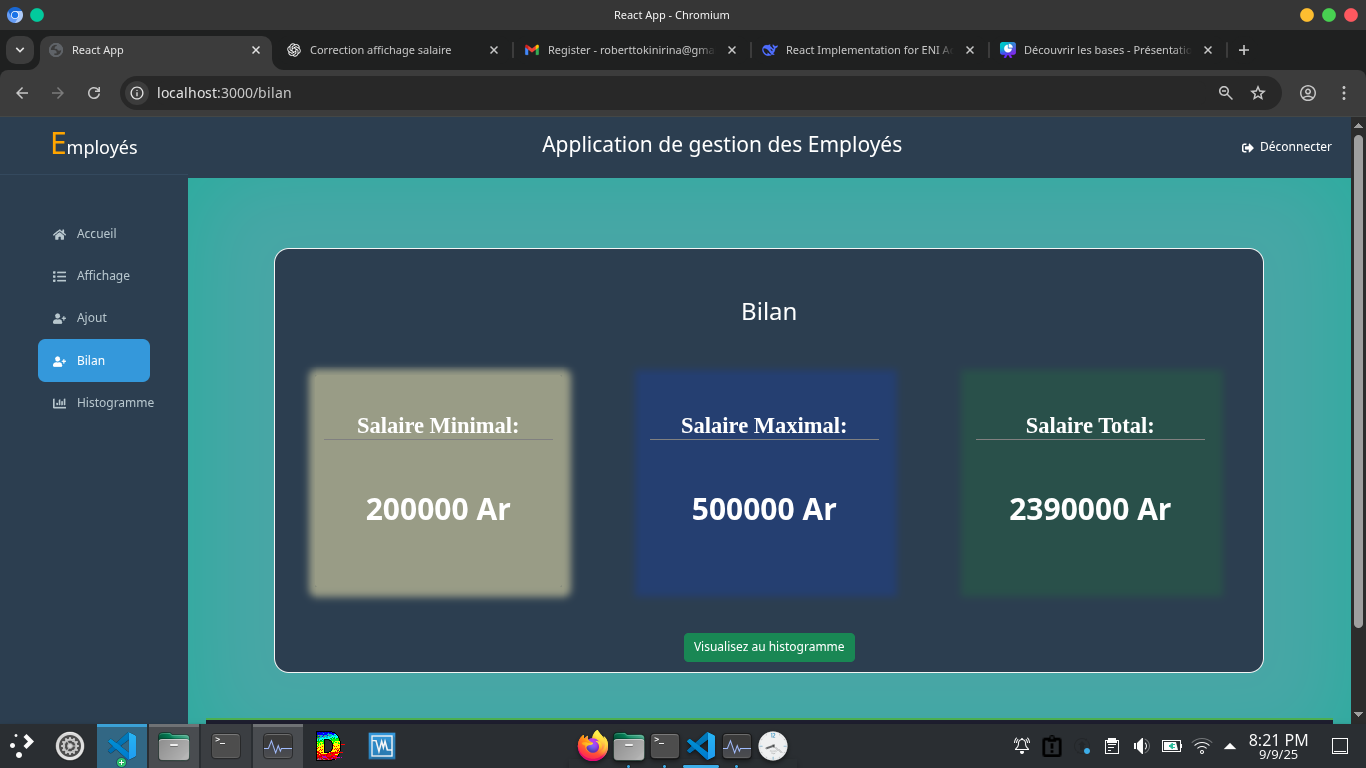 React App - Chromium
React App
Correction affichage salaire
Register - roberttokinirina@gma
React Implementation for ENI A
Découvrir les bases - Présentati
localhost:3000/bilan
Employés
Application de gestion des Employés
Déconnecter
Accueil
Affichage
Ajout
Bilan
Histogramme
Bilan
Salaire Minimal:
Salaire Maximal:
Salaire Total:
200000 Ar
500000 Ar
2390000 Ar
Visualisez au histogramme
8:21 PM
9/9/25